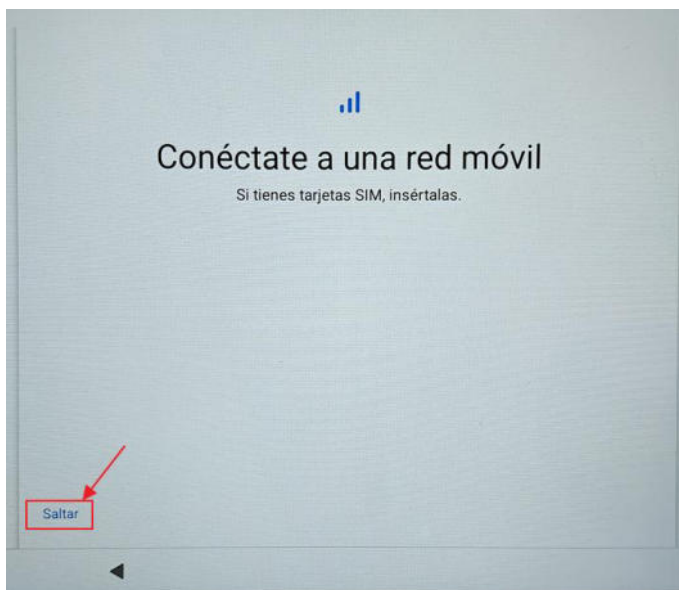 Conéctate a una red móvil
Si tienes tarjetas SIM, insértalas.
Saltar